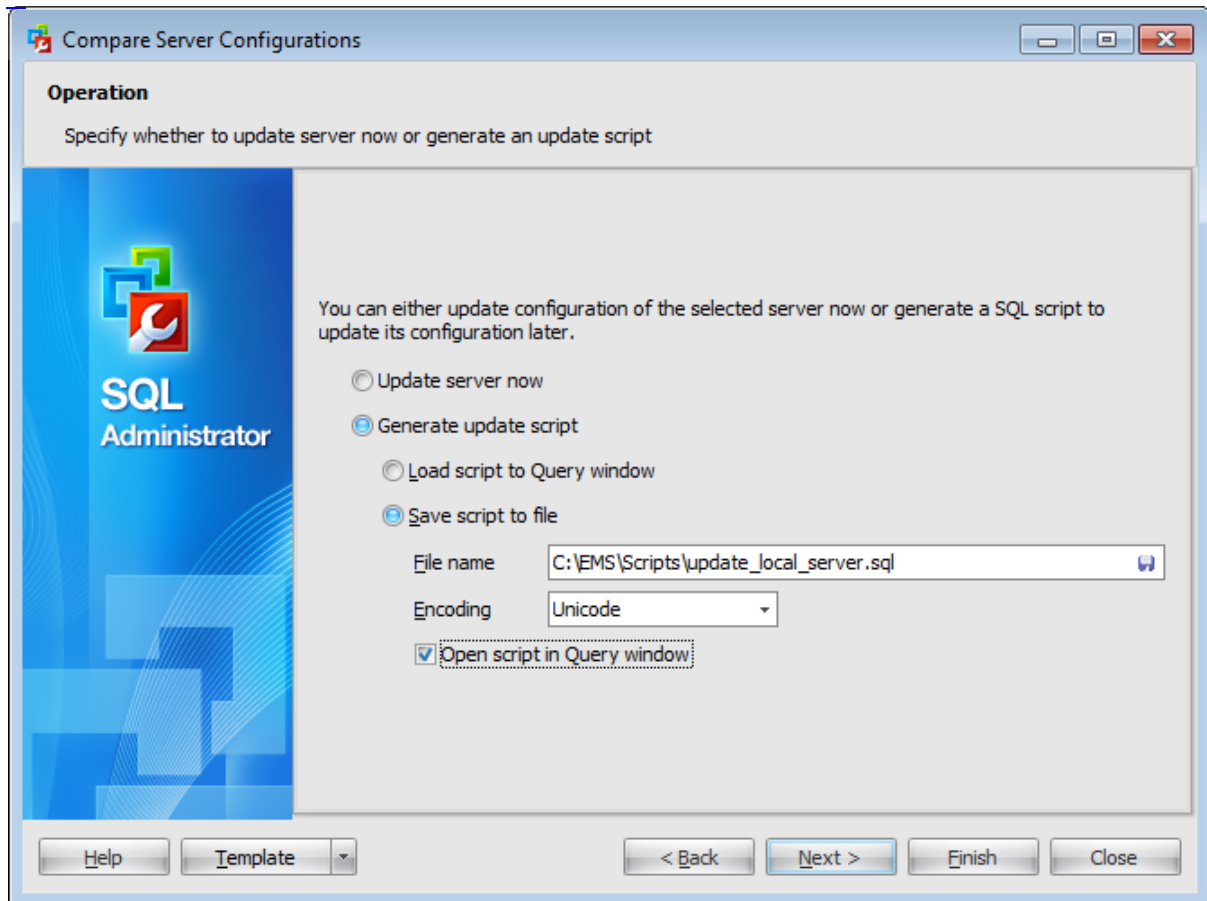 Compare Server Configurations
Operation
Specify whether to update server now or generate an update script
SQL
Administrator
You can either update configuration of the selected server now or generate a SQL script to
update its configuration later.
Update server now
Generate update script
Load script to Query window
Save script to file
File name C:\EMS\Scripts\update_local_server.sql
Encoding Unicode
Open script in Query window
Help Template < Back Next > Finish Close